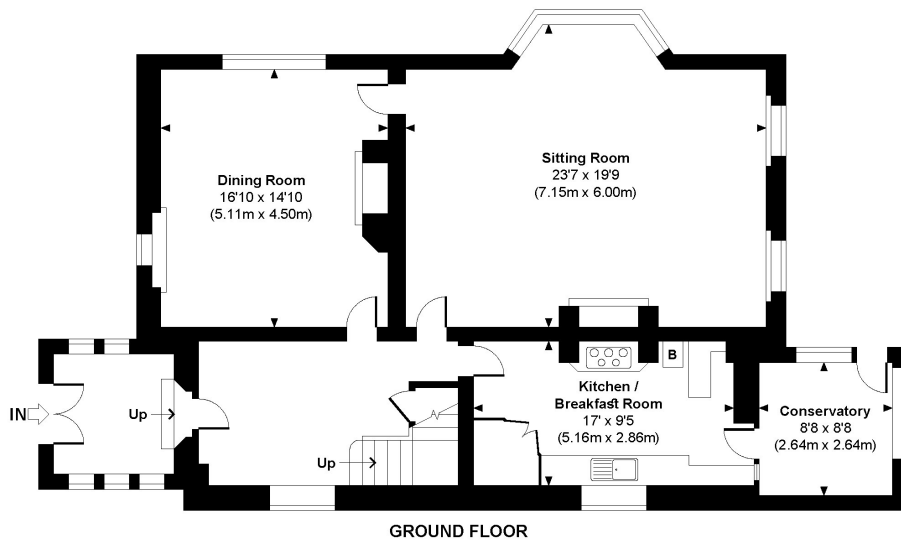 Dining Room
16'10 x 14'10
(5.11m x 4.50m)
Sitting Room
23'7 x 19'9
(7.15m x 6.00m)
IN
Up
Up
B
Kitchen /
Breakfast Room
17' x 9'5
(5.16m x 2.86m)
Conservatory
8'8 x 8'8
(2.64m x 2.64m)
GROUND FLOOR